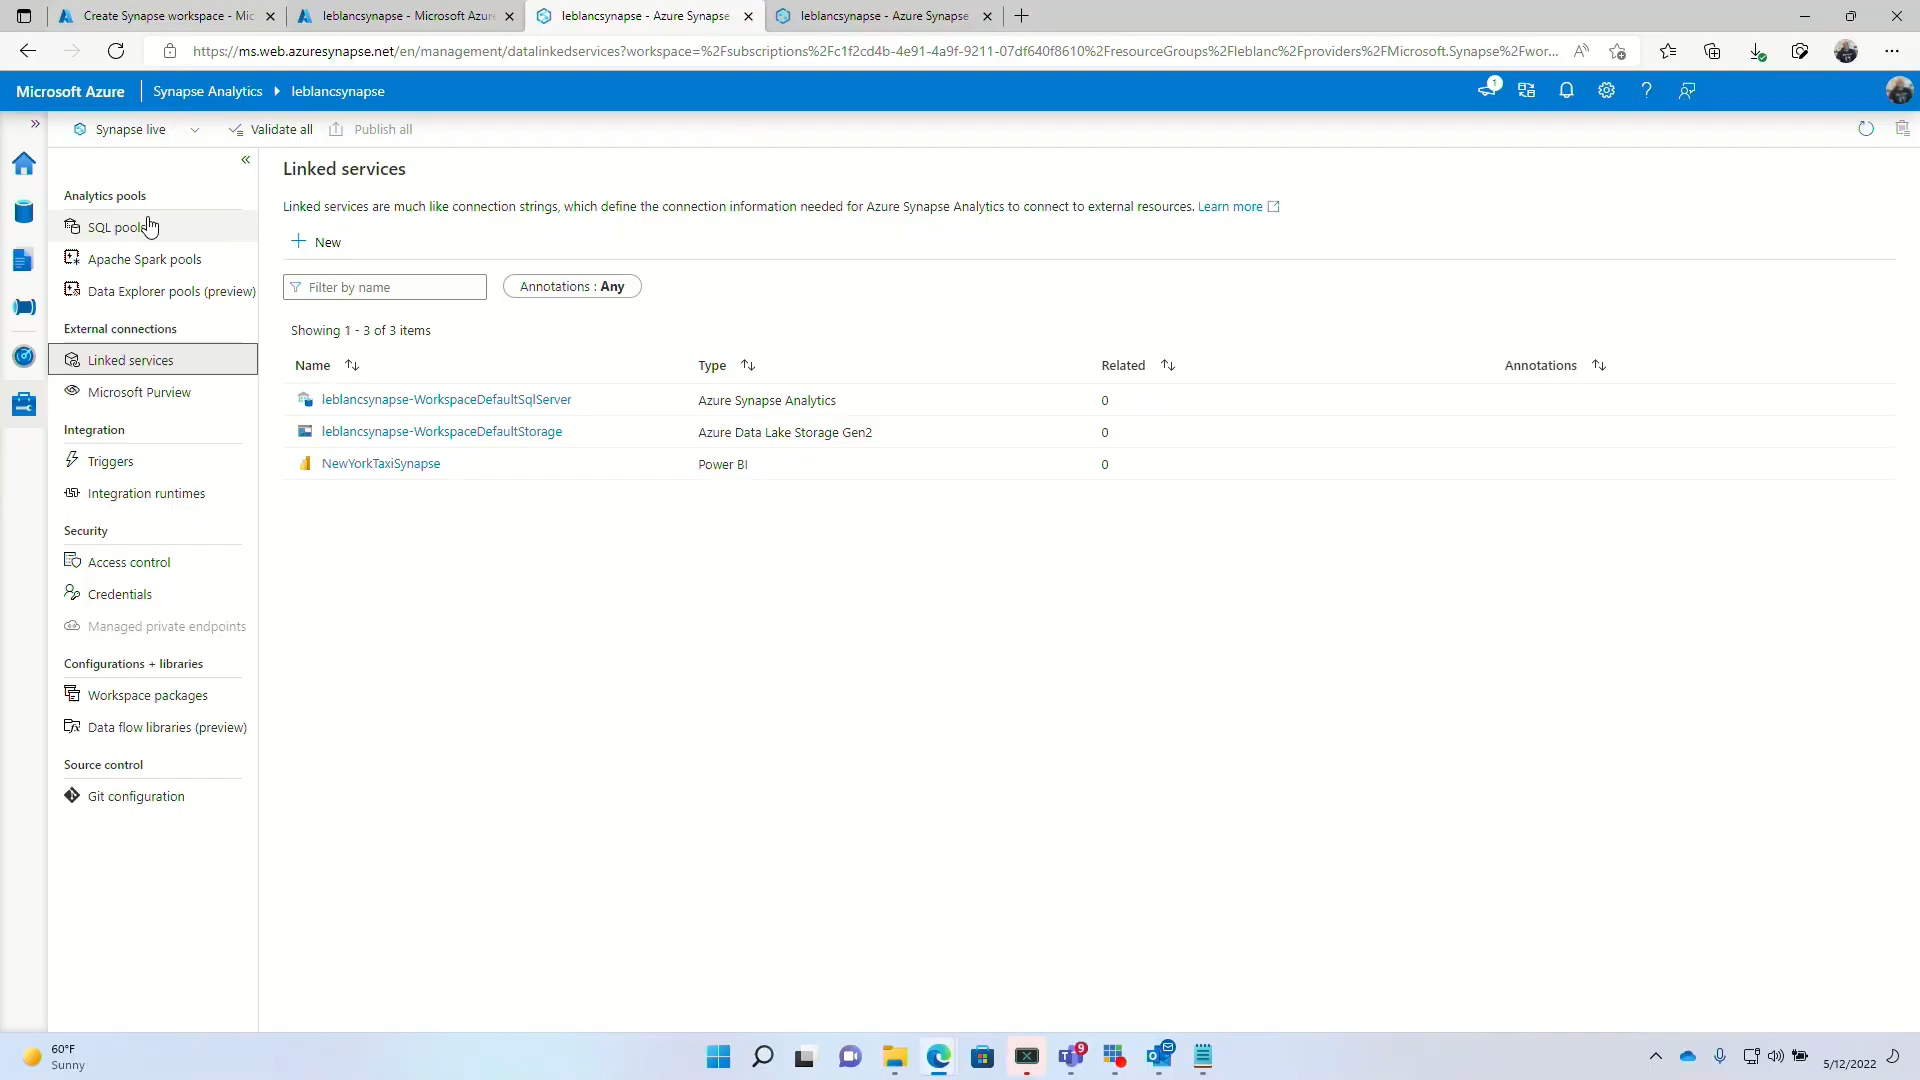 Create Synapse workspace - Mic
leblancsynapse - Microsoft Azure
leblancsynapse - Azure Synapse
leblancsynapse - Azure Synapse
https://ms.web.azuresynapse.net/en/management/datalinkedservices?workspace=%2Fsubscriptions%2Fc1f2cd4b-4e91-4a9f-9211-07df640f8610%2FresourceGroups%2Fleblanc%2Fproviders%2FMicrosoft.Synapse%2Fwor...
Microsoft Azure
Synapse Analytics
leblancsynapse
1
Synapse live
Validate all
Publish all
Analytics pools
SQL pools
Apache Spark pools
Data Explorer pools (preview)
External connections
Linked services
Microsoft Purview
Integration
Triggers
Integration runtimes
Security
Access control
Credentials
Managed private endpoints
Configurations + libraries
Workspace packages
Data flow libraries (preview)
Source control
Git configuration
Linked services
Linked services are much like connection strings, which define the connection information needed for Azure Synapse Analytics to connect to external resources. Learn more
New
Filter by name
Annotations : Any
Showing 1 - 3 of 3 items
Name Type Related Annotations
leblancsynapse-WorkspaceDefaultSqlServer Azure Synapse Analytics 0
leblancsynapse-WorkspaceDefaultStorage Azure Data Lake Storage Gen2 0
NewYorkTaxiSynapse Power BI 0
60°F
Sunny
9
5/12/2022